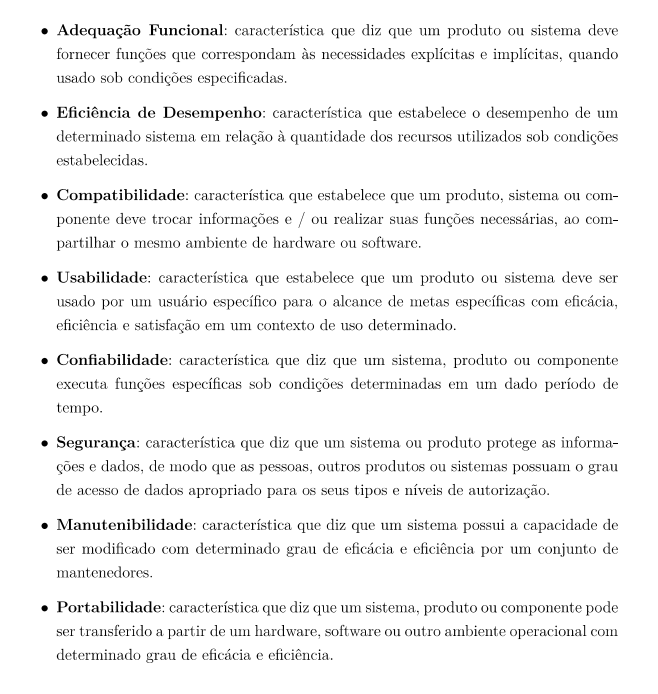 • Adequação Funcional: característica que diz que um produto ou sistema deve
fornecer funções que correspondam às necessidades explícitas e implícitas, quando
usado sob condições especificadas.
• Eficiência de Desempenho: característica que estabelece o desempenho de um
determinado sistema em relação à quantidade dos recursos utilizados sob condições
estabelecidas.
• Compatibilidade: característica que estabelece que um produto, sistema ou com-
ponente deve trocar informações e / ou realizar suas funções necessárias, ao com-
partilhar o mesmo ambiente de hardware ou software.
• Usabilidade: característica que estabelece que um produto ou sistema deve ser
usado por um usuário específico para o alcance de metas específicas com eficácia,
eficiência e satisfação em um contexto de uso determinado.
• Confiabilidade: característica que diz que um sistema, produto ou componente
executa funções específicas sob condições determinadas em um dado período de
tempo.
• Segurança: característica que diz que um sistema ou produto protege as informa-
ções e dados, de modo que as pessoas, outros produtos ou sistemas possuam o grau
de acesso de dados apropriado para os seus tipos e níveis de autorização.
• Manutenibilidade: característica que diz que um sistema possui a capacidade de
ser modificado com determinado grau de eficácia e eficiência por um conjunto de
mantenedores.
• Portabilidade: característica que diz que um sistema, produto ou componente pode
ser transferido a partir de um hardware, software ou outro ambiente operacional com
determinado grau de eficácia e eficiência.